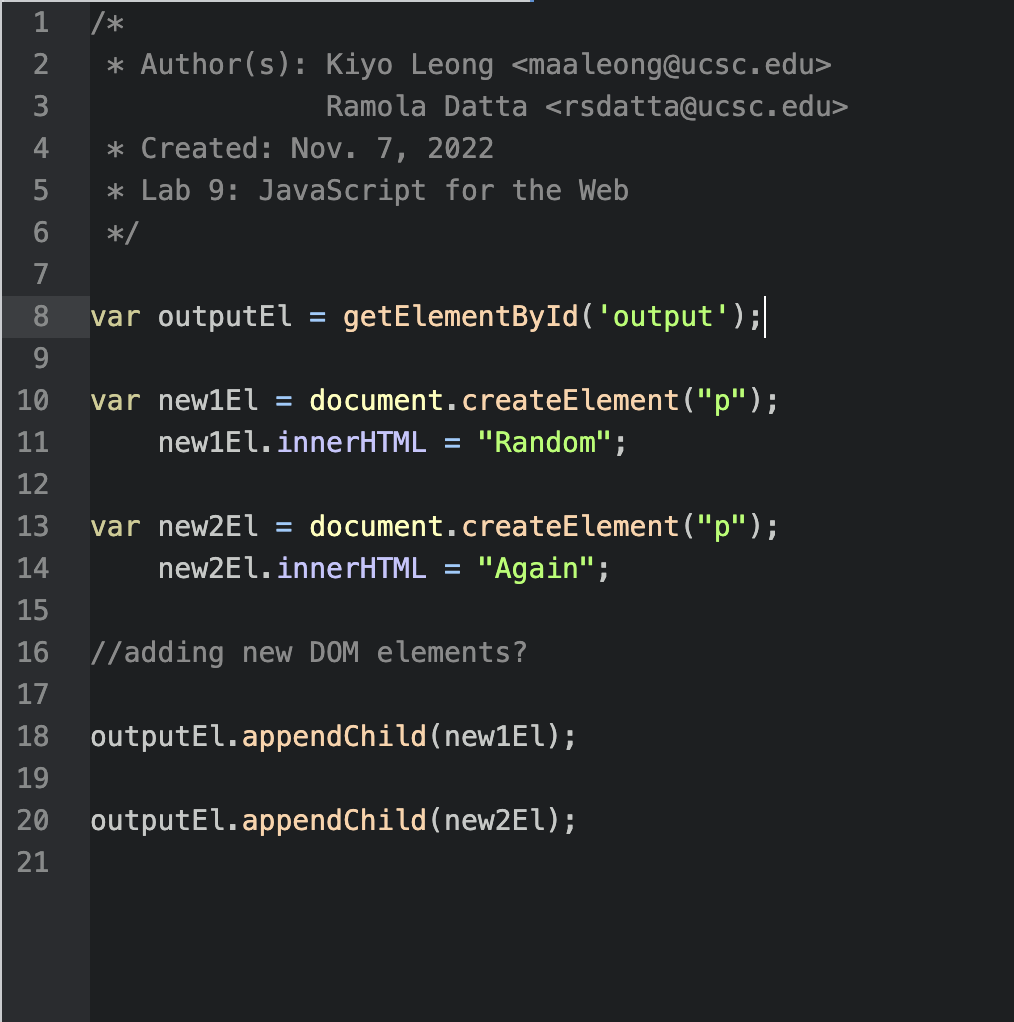 1 /*
2  * Author(s): Kiyo Leong <maaleong@ucsc.edu>
3              Ramola Datta <rsdatta@ucsc.edu>
4  * Created: Nov. 7, 2022
5  * Lab 9: JavaScript for the Web
6  */
7
8 var outputEl = getElementById('output');
9
10 var new1El = document.createElement("p");
11     new1El.innerHTML = "Random";
12
13 var new2El = document.createElement("p");
14     new2El.innerHTML = "Again";
15
16 //adding new DOM elements?
17
18 outputEl.appendChild(new1El);
19
20 outputEl.appendChild(new2El);
21